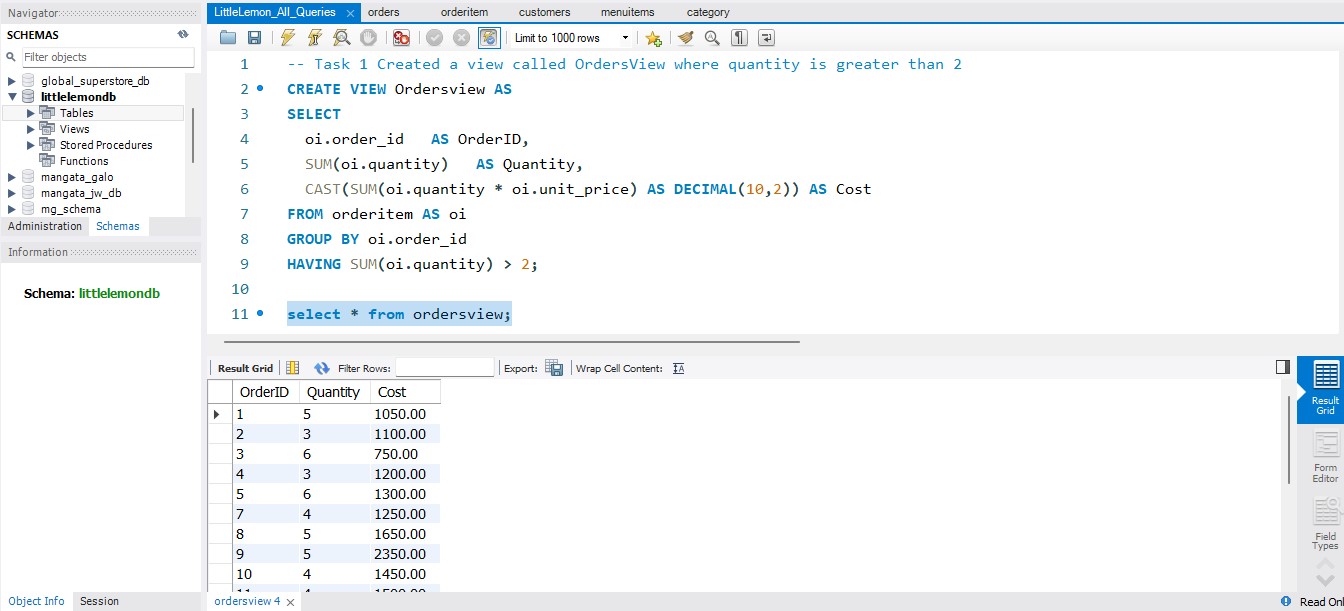 Navigator
SCHEMAS
Filter objects
global_superstore_db
littlelemondb
Tables
Views
Stored Procedures
Functions
mangata_galo
mangata_jw_db
mg_schema
Administration Schemas
Information
Schema: littlelemondb
Object Info Session
LittleLemon_All_Queries orders orderitem customers menuitems category
Limit to 1000 rows
1 -- Task 1 Created a view called OrdersView where quantity is greater than 2
2 CREATE VIEW Ordersview AS
3 SELECT
4 oi.order_id AS OrderID,
5 SUM(oi.quantity) AS Quantity,
6 CAST(SUM(oi.quantity * oi.unit_price) AS DECIMAL(10,2)) AS Cost
7 FROM orderitem AS oi
8 GROUP BY oi.order_id
9 HAVING SUM(oi.quantity) > 2;
10
11 select * from ordersview;
Result Grid Filter Rows: Export: Wrap Cell Content:
OrderID Quantity Cost
1 5 1050.00
2 3 1100.00
3 6 750.00
4 3 1200.00
5 6 1300.00
7 4 1250.00
8 5 1650.00
9 5 2350.00
10 4 1450.00
Result
Grid
Form
Editor
Field
Types
ordersview 4
Read Onl